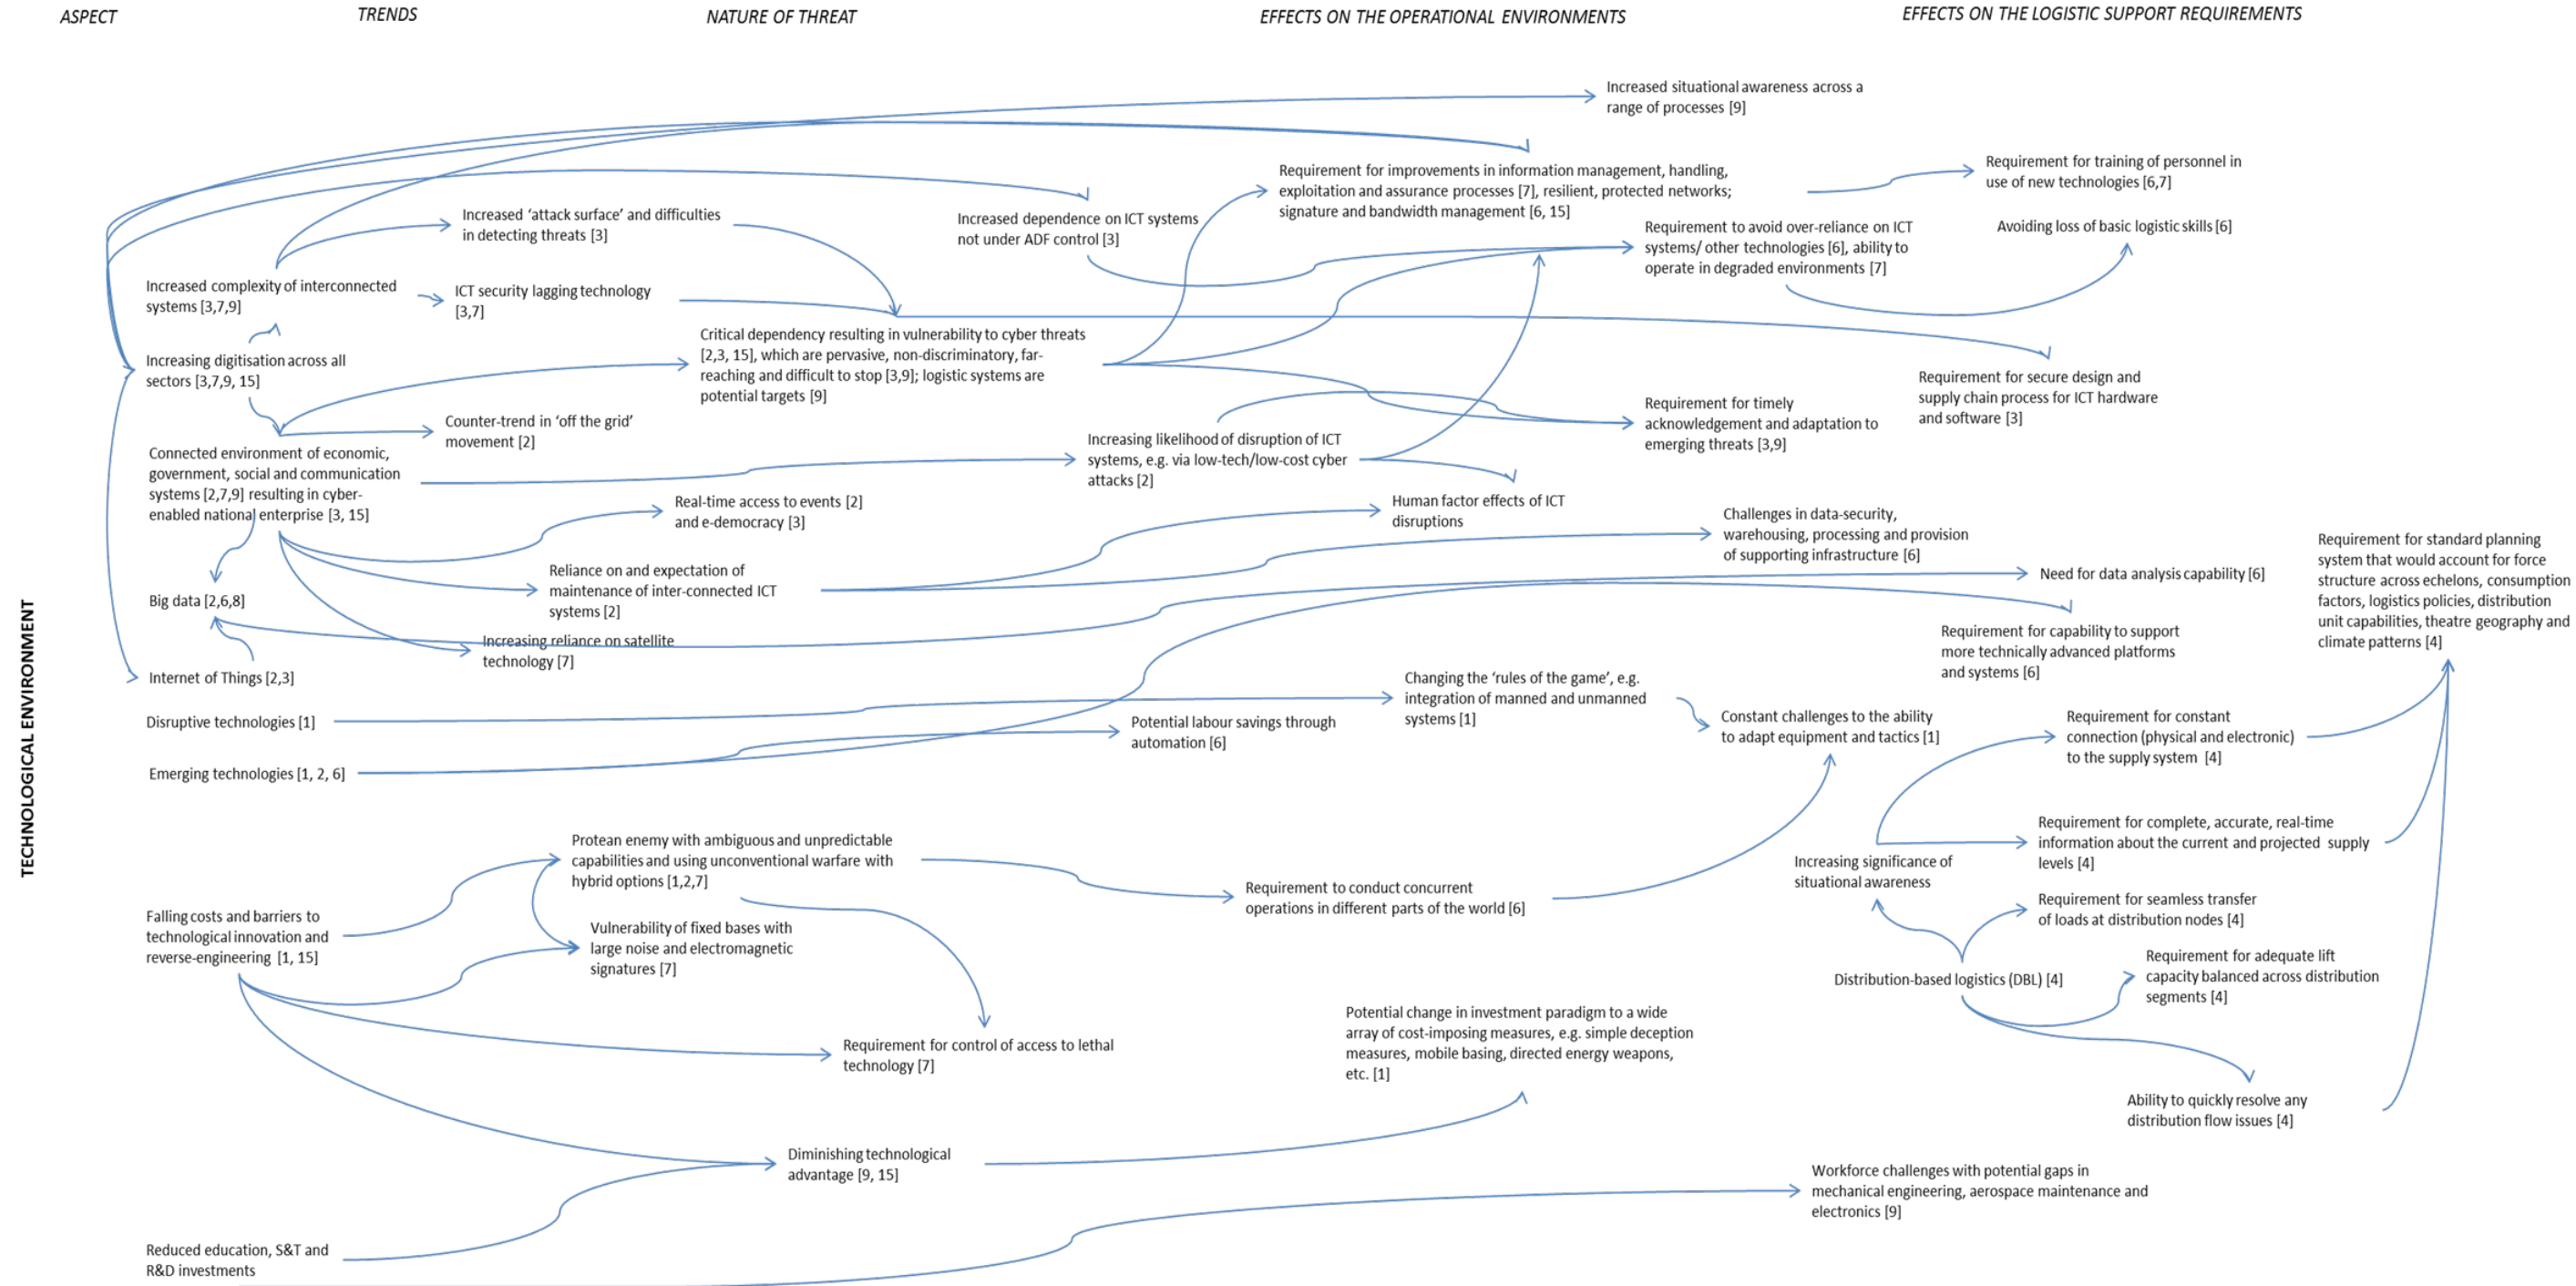 ASPECT
TRENDS
NATURE OF THREAT
EFFECTS ON THE OPERATIONAL ENVIRONMENTS
EFFECTS ON THE LOGISTIC SUPPORT REQUIREMENTS
TECHNOLOGICAL ENVIRONMENT
Increased situational awareness across a
range of processes [9]
Requirement for improvements in information management, handling,
exploitation and assurance processes [7], resilient, protected networks;
signature and bandwidth management [6, 15]
Requirement for training of personnel in
use of new technologies [6,7]
Increased ‘attack surface’ and difficulties
in detecting threats [3]
Increased dependence on ICT systems
not under ADF control [3]
Requirement to avoid over-reliance on ICT
systems/ other technologies [6], ability to
operate in degraded environments [7]
Avoiding loss of basic logistic skills [6]
Increased complexity of interconnected
systems [3,7,9]
ICT security lagging technology
[3,7]
Critical dependency resulting in vulnerability to cyber threats
[2,3, 15], which are pervasive, non-discriminatory, far-
reaching and difficult to stop [3,9]; logistic systems are
potential targets [9]
Increasing digitisation across all
sectors [3,7,9, 15]
Requirement for secure design and
supply chain process for ICT hardware
and software [3]
Counter-trend in ‘off the grid’
movement [2]
Requirement for timely
acknowledgement and adaptation to
emerging threats [3,9]
Connected environment of economic,
government, social and communication
systems [2,7,9] resulting in cyber-
enabled national enterprise [3, 15]
Increasing likelihood of disruption of ICT
systems, e.g. via low-tech/low-cost cyber
attacks [2]
Real-time access to events [2]
and e-democracy [3]
Human factor effects of ICT
disruptions
Challenges in data-security,
warehousing, processing and provision
of supporting infrastructure [6]
Requirement for standard planning
system that would account for force
structure across echelons, consumption
factors, logistics policies, distribution
unit capabilities, theatre geography and
climate patterns [4]
Reliance on and expectation of
maintenance of inter-connected ICT
systems [2]
Need for data analysis capability [6]
Big data [2,6,8]
Increasing reliance on satellite
technology [7]
Requirement for capability to support
more technically advanced platforms
and systems [6]
Internet of Things [2,3]
Changing the ‘rules of the game’, e.g.
integration of manned and unmanned
systems [1]
Disruptive technologies [1]
Potential labour savings through
automation [6]
Constant challenges to the ability
to adapt equipment and tactics [1]
Requirement for constant
connection (physical and electronic)
to the supply system [4]
Emerging technologies [1, 2, 6]
Protean enemy with ambiguous and unpredictable
capabilities and using unconventional warfare with
hybrid options [1,2,7]
Requirement for complete, accurate, real-time
information about the current and projected supply
levels [4]
Increasing significance of
situational awareness
Requirement to conduct concurrent
operations in different parts of the world [6]
Requirement for seamless transfer
of loads at distribution nodes [4]
Falling costs and barriers to
technological innovation and
reverse-engineering [1, 15]
Vulnerability of fixed bases with
large noise and electromagnetic
signatures [7]
Distribution-based logistics (DBL) [4]
Requirement for adequate lift
capacity balanced across distribution
segments [4]
Requirement for control of access to lethal
technology [7]
Potential change in investment paradigm to a wide
array of cost-imposing measures, e.g. simple deception
measures, mobile basing, directed energy weapons,
etc. [1]
Ability to quickly resolve any
distribution flow issues [4]
Diminishing technological
advantage [9, 15]
Workforce challenges with potential gaps in
mechanical engineering, aerospace maintenance and
electronics [9]
Reduced education, S&T and
R&D investments